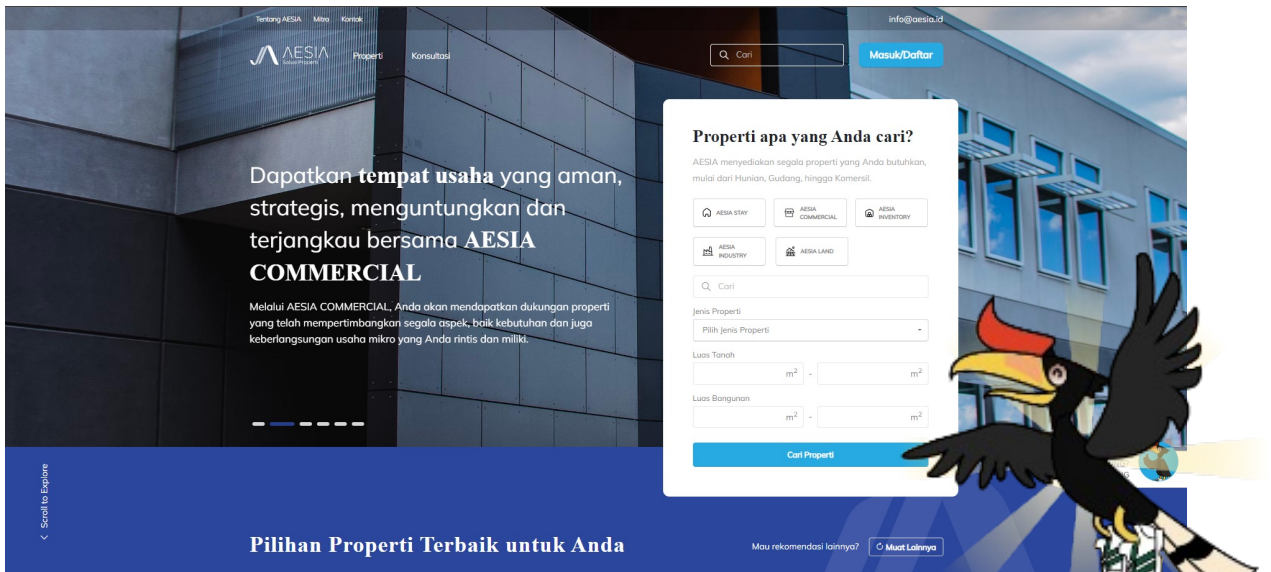 Tentang AESIA Mitra Kontak
info@aesia.id
AESIA
Solusi Properti
Properti Konsultasi
Cari
Masuk/Daftar
Dapatkan tempat usaha yang aman,
strategis, menguntungkan dan
terjangkau bersama AESIA
COMMERCIAL
Melalui AESIA COMMERCIAL, Anda akan mendapatkan dukungan properti
yang telah mempertimbangkan segala aspek, baik kebutuhan dan juga
keberlangsungan usaha mikro yang Anda rintis dan miliki.
Properti apa yang Anda cari?
AESIA menyediakan segala properti yang Anda butuhkan,
mulai dari Hunian, Gudang, hingga Komersil.
AESIA STAY
AESIA
COMMERCIAL
AESIA
INVENTORY
AESIA
INDUSTRY
AESIA LAND
Cari
Jenis Properti
Pilih Jenis Properti
Luas Tanah
m² - m²
Luas Bangunan
m² - m²
Cari Properti
Scroll to Explore
Pilihan Properti Terbaik untuk Anda
Mau rekomendasi lainnya?
Muat Lainnya